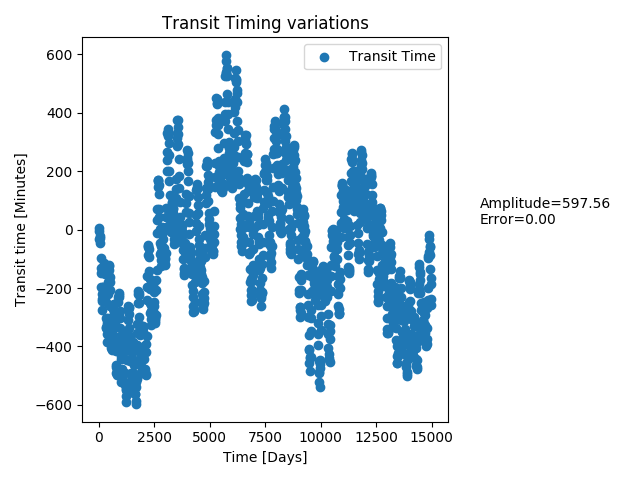 Transit Timing variations
Transit Time
Transit time [Minutes]
600
400
200
0
−200
−400
−600
0
2500
5000
7500
10000
12500
15000
Time [Days]
Amplitude=597.56
Error=0.00